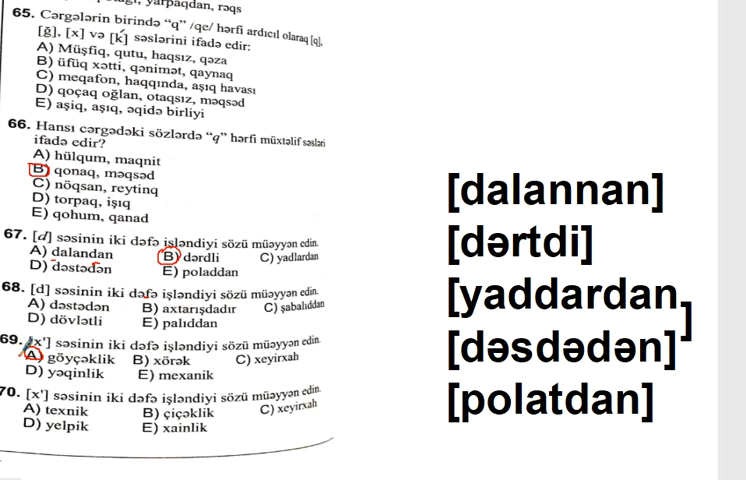 yarpaqdan, rəqs
65. Cərgələrin birində “q” /qe/ hərfi ardıcıl olaraq [q],
[ğ], [x] və [ḱ] səslərini ifadə edir:
A) Müşfiq, qutu, haqsız, qəza
B) üfüq xətti, qənimət, qaynaq
C) meqafon, haqqında, aşıq havası
D) qoçaq oğlan, otaqsız, məqsəd
E) aşiq, aşıq, əqidə birliyi
66. Hansı cərgədəki sözlərdə “q” hərfi müxtəlif səsləri
ifadə edir?
A) hülqum, maqnit
B) qonaq, məqsəd
C) nöqsan, reytinq
D) torpaq, işıq
E) qohum, qanad
67. [d] səsinin iki dəfə işləndiyi sözü müəyyən edin.
A) dalandan B) dərdli C) yadlardan
D) dəstədən E) poladdan
68. [d] səsinin iki dəfə işləndiyi sözü müəyyən edin.
A) dəstədən B) axtarışdadır C) şabalıddan
D) dövlətli E) palıddan
69. [x'] səsinin iki dəfə işləndiyi sözü müəyyən edin.
A) göyçəklik B) xörək C) xeyirxah
D) yəqinlik E) mexanik
70. [x'] səsinin iki dəfə işləndiyi sözü müəyyən edin.
A) texnik B) çiçəklik C) xeyirxah
D) yelpik E) xainlik
[dalannan]
[dərtdi]
[yaddardan
]
[dəsdədən]
[polatdan]